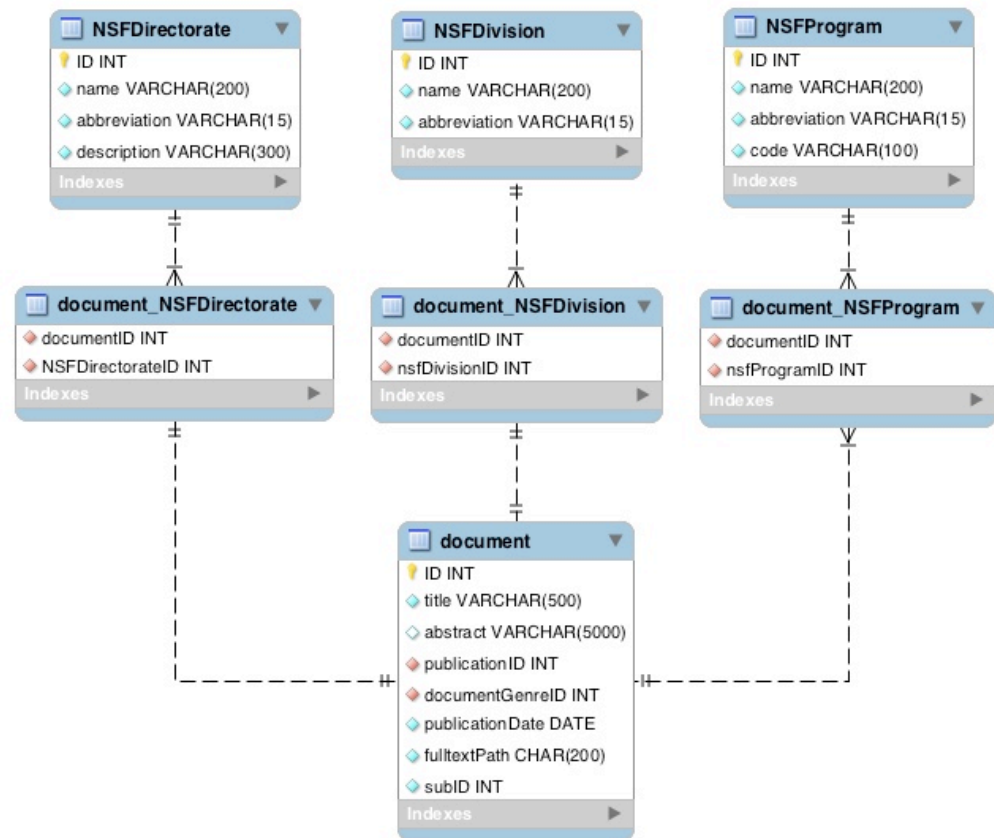 NSFDirectorate
ID INT
name VARCHAR(200)
abbreviation VARCHAR(15)
description VARCHAR(300)
Indexes
NSFDivision
ID INT
name VARCHAR(200)
abbreviation VARCHAR(15)
Indexes
NSFProgram
ID INT
name VARCHAR(200)
abbreviation VARCHAR(15)
code VARCHAR(100)
Indexes
document_NSFDirectorate
documentID INT
NSFDirectorateID INT
Indexes
document_NSFDivision
documentID INT
nsfDivisionID INT
Indexes
document_NSFProgram
documentID INT
nsfProgramID INT
Indexes
document
ID INT
title VARCHAR(500)
abstract VARCHAR(5000)
publicationID INT
documentGenreID INT
publicationDate DATE
fulltextPath CHAR(200)
subID INT
Indexes